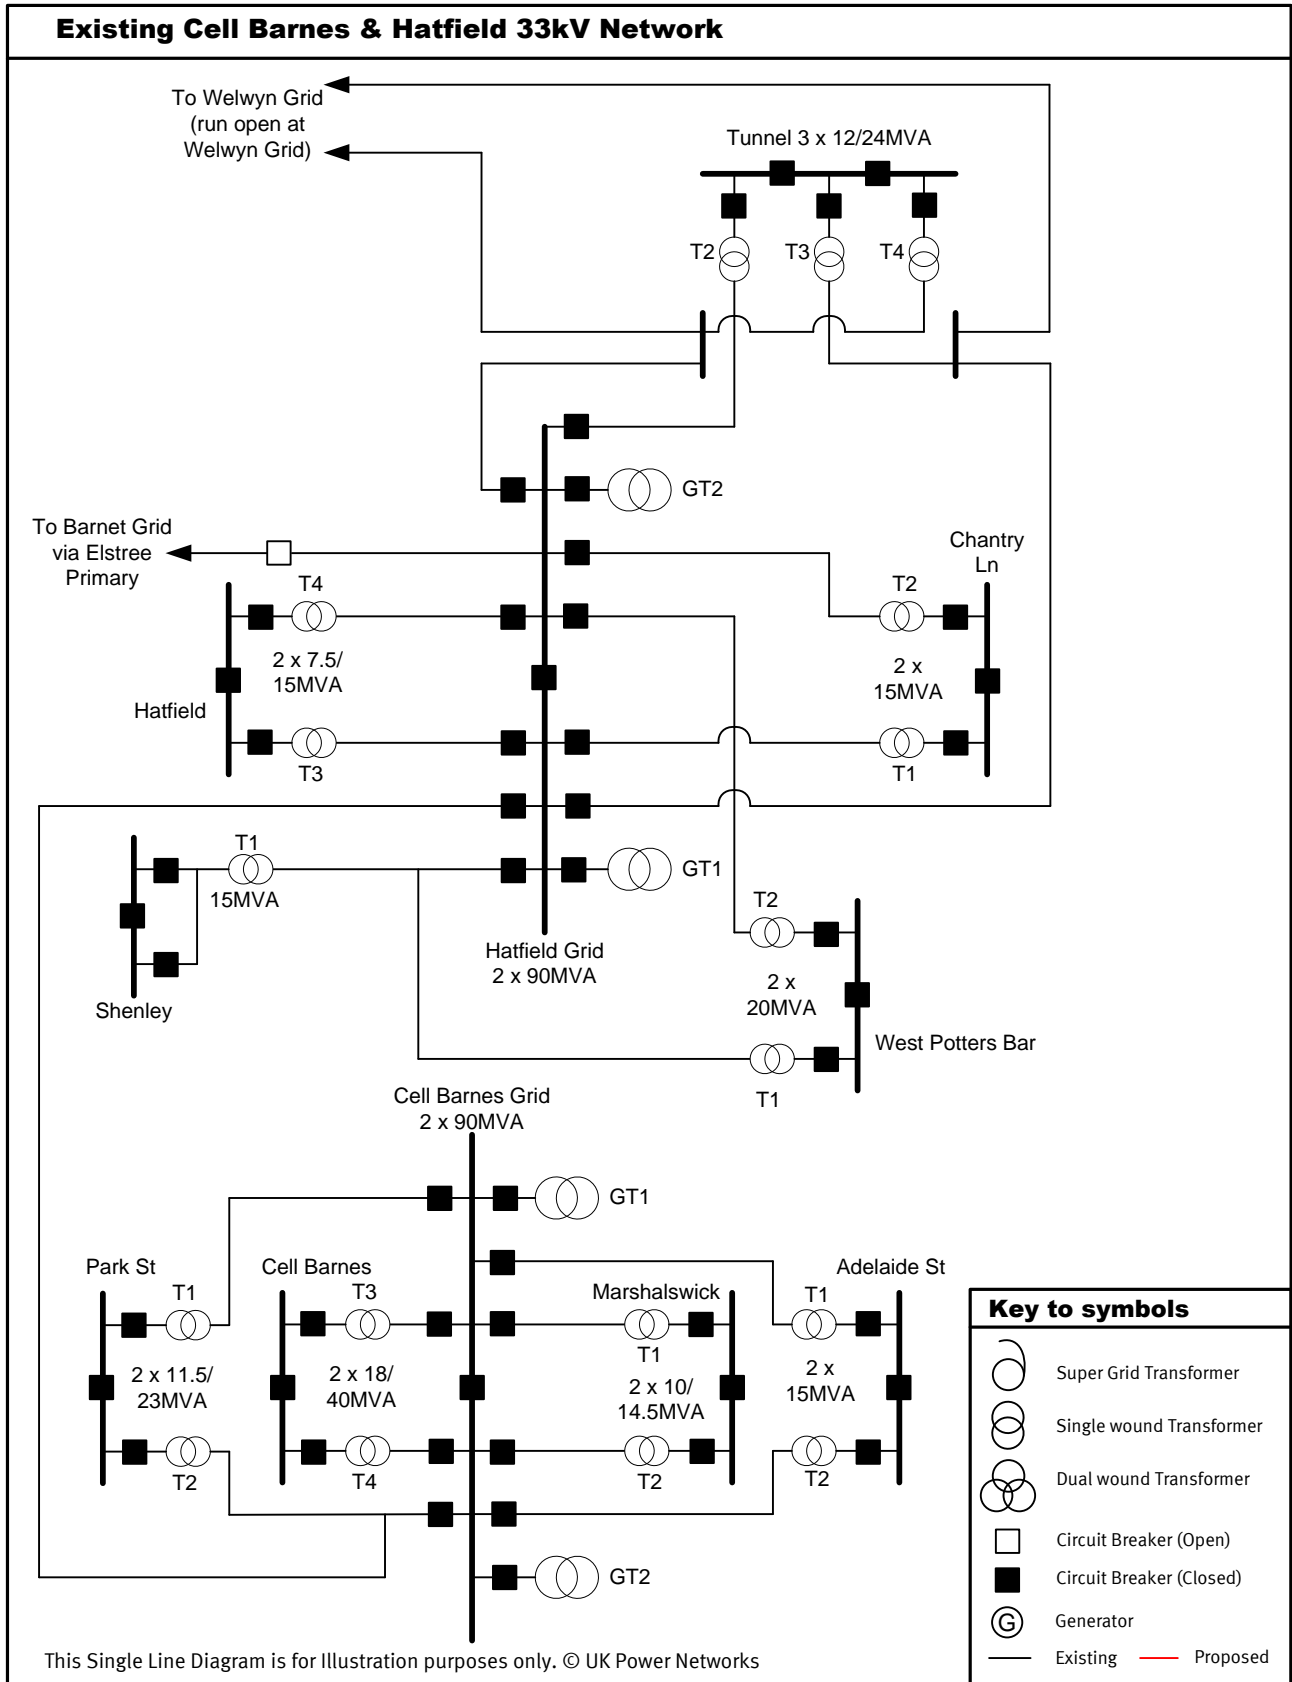 Existing Cell Barnes & Hatfield 33kV Network
To Welwyn Grid
(run open at
Welwyn Grid)
Tunnel 3 x 12/24MVA
T2
T3
T4
GT2
To Barnet Grid
via Elstree
Primary
Chantry
Ln
T4
T2
2 x 7.5/
15MVA
2 x
15MVA
Hatfield
T3
T1
T1
15MVA
GT1
T2
Hatfield Grid
2 x 90MVA
2 x
20MVA
Shenley
West Potters Bar
T1
Cell Barnes Grid
2 x 90MVA
GT1
Park St
Cell Barnes
Marshalswick
Adelaide St
T1
T3
T1
T1
2 x 11.5/
23MVA
2 x 18/
40MVA
2 x 10/
14.5MVA
2 x
15MVA
T2
T4
T2
T2
GT2
Key to symbols
Super Grid Transformer
Single wound Transformer
Dual wound Transformer
Circuit Breaker (Open)
Circuit Breaker (Closed)
G Generator
Existing Proposed
This Single Line Diagram is for Illustration purposes only. © UK Power Networks